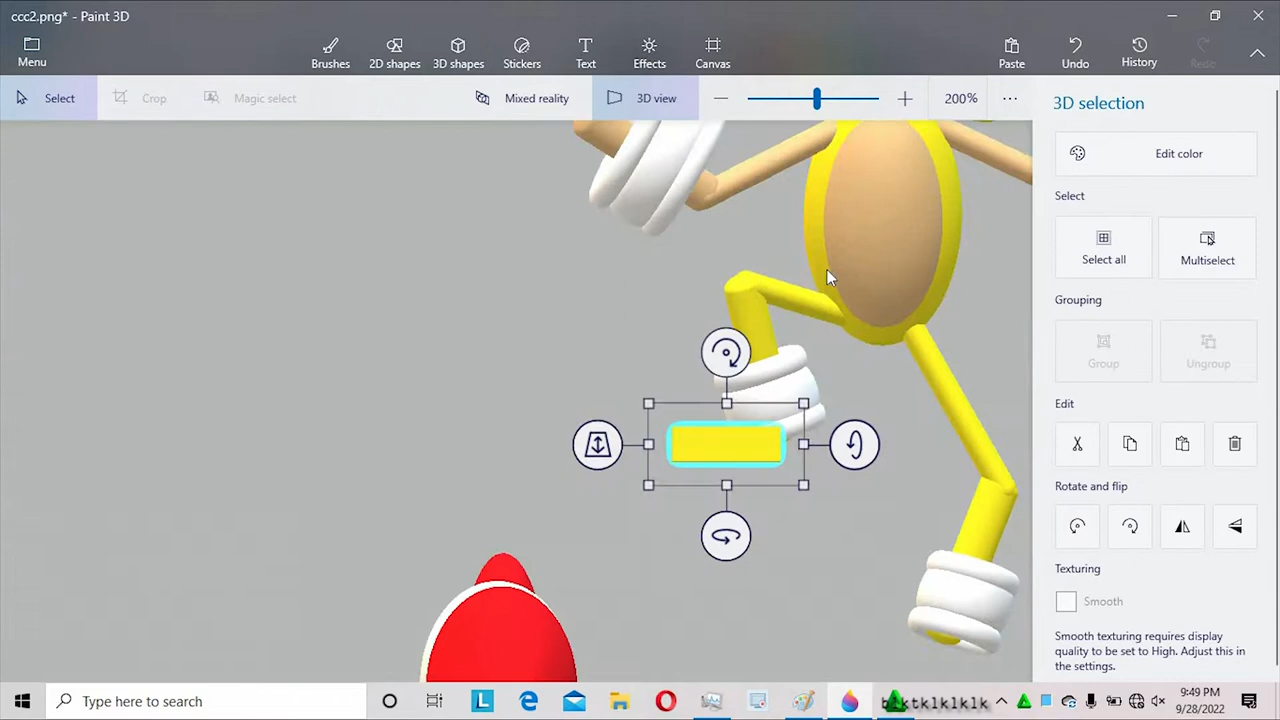 ccc2.png* - Paint 3D
Menu
Brushes
2D shapes
3D shapes
Stickers
Text
Effects
Canvas
Paste
Undo
History
Redo
Select
Crop
Magic select
Mixed reality
3D view
200%
3D selection
Edit color
Select
Select all
Multiselect
Grouping
Group
Ungroup
Edit
Rotate and flip
Texturing
Smooth
Smooth texturing requires display
quality to be set to High. Adjust this in
the settings.
Type here to search
L
9:49 PM
9/28/2022